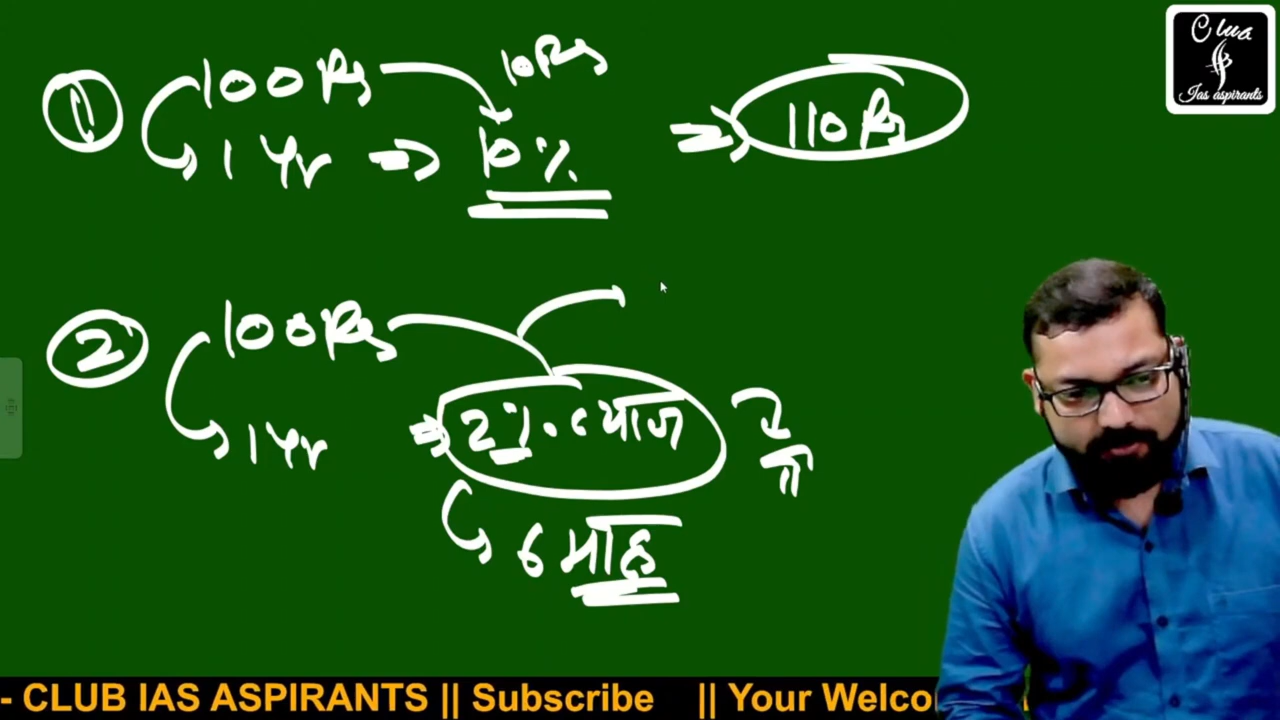 Club
Ias aspirants
① 100 Rs 10 Rs
1 Yr ⇒ 10% ⇒ 110 Rs
② 100 Rs
1 Yr ⇒ 2% ब्याज
6 माह
- CLUB IAS ASPIRANTS || Subscribe || Your Welco